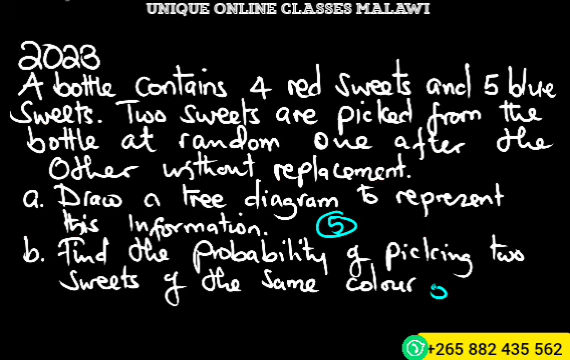 UNIQUE ONLINE CLASSES MALAWI
2023
A bottle contains 4 red sweets and 5 blue
sweets. Two sweets are picked from the
bottle at random one after the
other without replacement.
a. Draw a tree diagram to represent
this information. 5
b. Find the probability of picking two
sweets of the same colour
+265 882 435 562